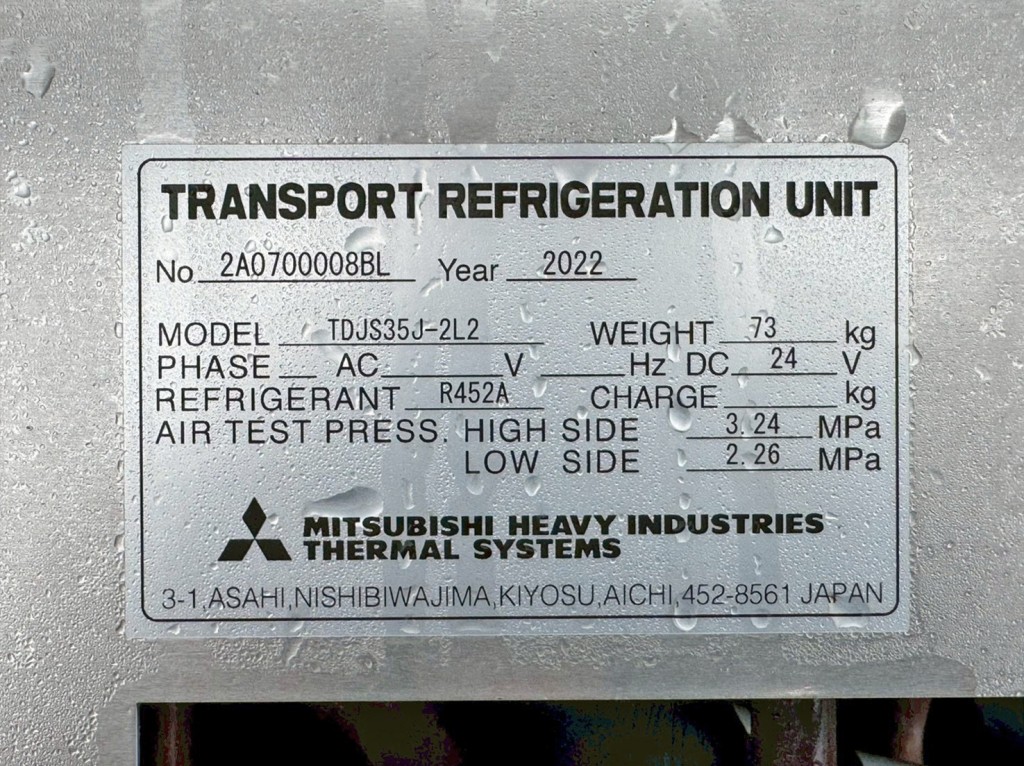 TRANSPORT REFRIGERATION UNIT
No 2A0700008BL Year 2022
MODEL TDJS35J-2L2 WEIGHT 73 kg
PHASE AC V Hz DC 24 V
REFRIGERANT R452A CHARGE kg
AIR TEST PRESS. HIGH SIDE 3.24 MPa
LOW SIDE 2.26 MPa
MITSUBISHI HEAVY INDUSTRIES
THERMAL SYSTEMS
3-1,ASAHI,NISHIBIWAJIMA,KIYOSU,AICHI,452-8561 JAPAN